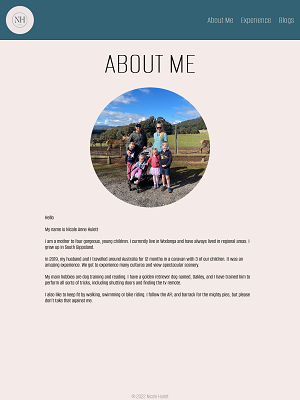 NH
About Me Experience Blogs
ABOUT ME
Hello
My name is Nicole Anne Hulett
I am a mother to four gorgeous, young children. I currently live in Wodonga and have always lived in regional areas. I
grew up in South Gippsland.
In 2019, my husband and I travelled around Australia for 12 months in a caravan with 3 of our children. It was an
amazing experience. We got to experience many cultures and view spectacular scenery.
My main hobbies are dog training and reading. I have a golden retriever dog named, Oakley, and I have trained him to
perform all sorts of tricks, including shutting doors and finding the tv remote.
I also like to keep fit by walking, swimming or bike riding. I follow the AFL and barrack for the mighty pies, but please
don't take that against me.
© 2022 Nicole Hulett